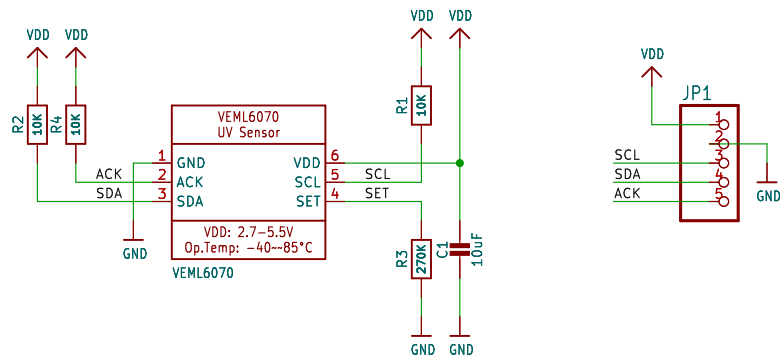 VDD VDD VDD VDD
R2 10K
R4 10K
VEML6070
UV Sensor
R1 10K
1 GND VDD 6
ACK 2 ACK SCL 5 SCL
SDA 3 SDA SET 4 SET
VDD: 2.7-5.5V
Op.Temp: -40~~85°C
VEML6070
GND
R3 270K
C1 10uF
GND GND
VDD
JP1
1
2
SCL 3
SDA 4
ACK 5
GND